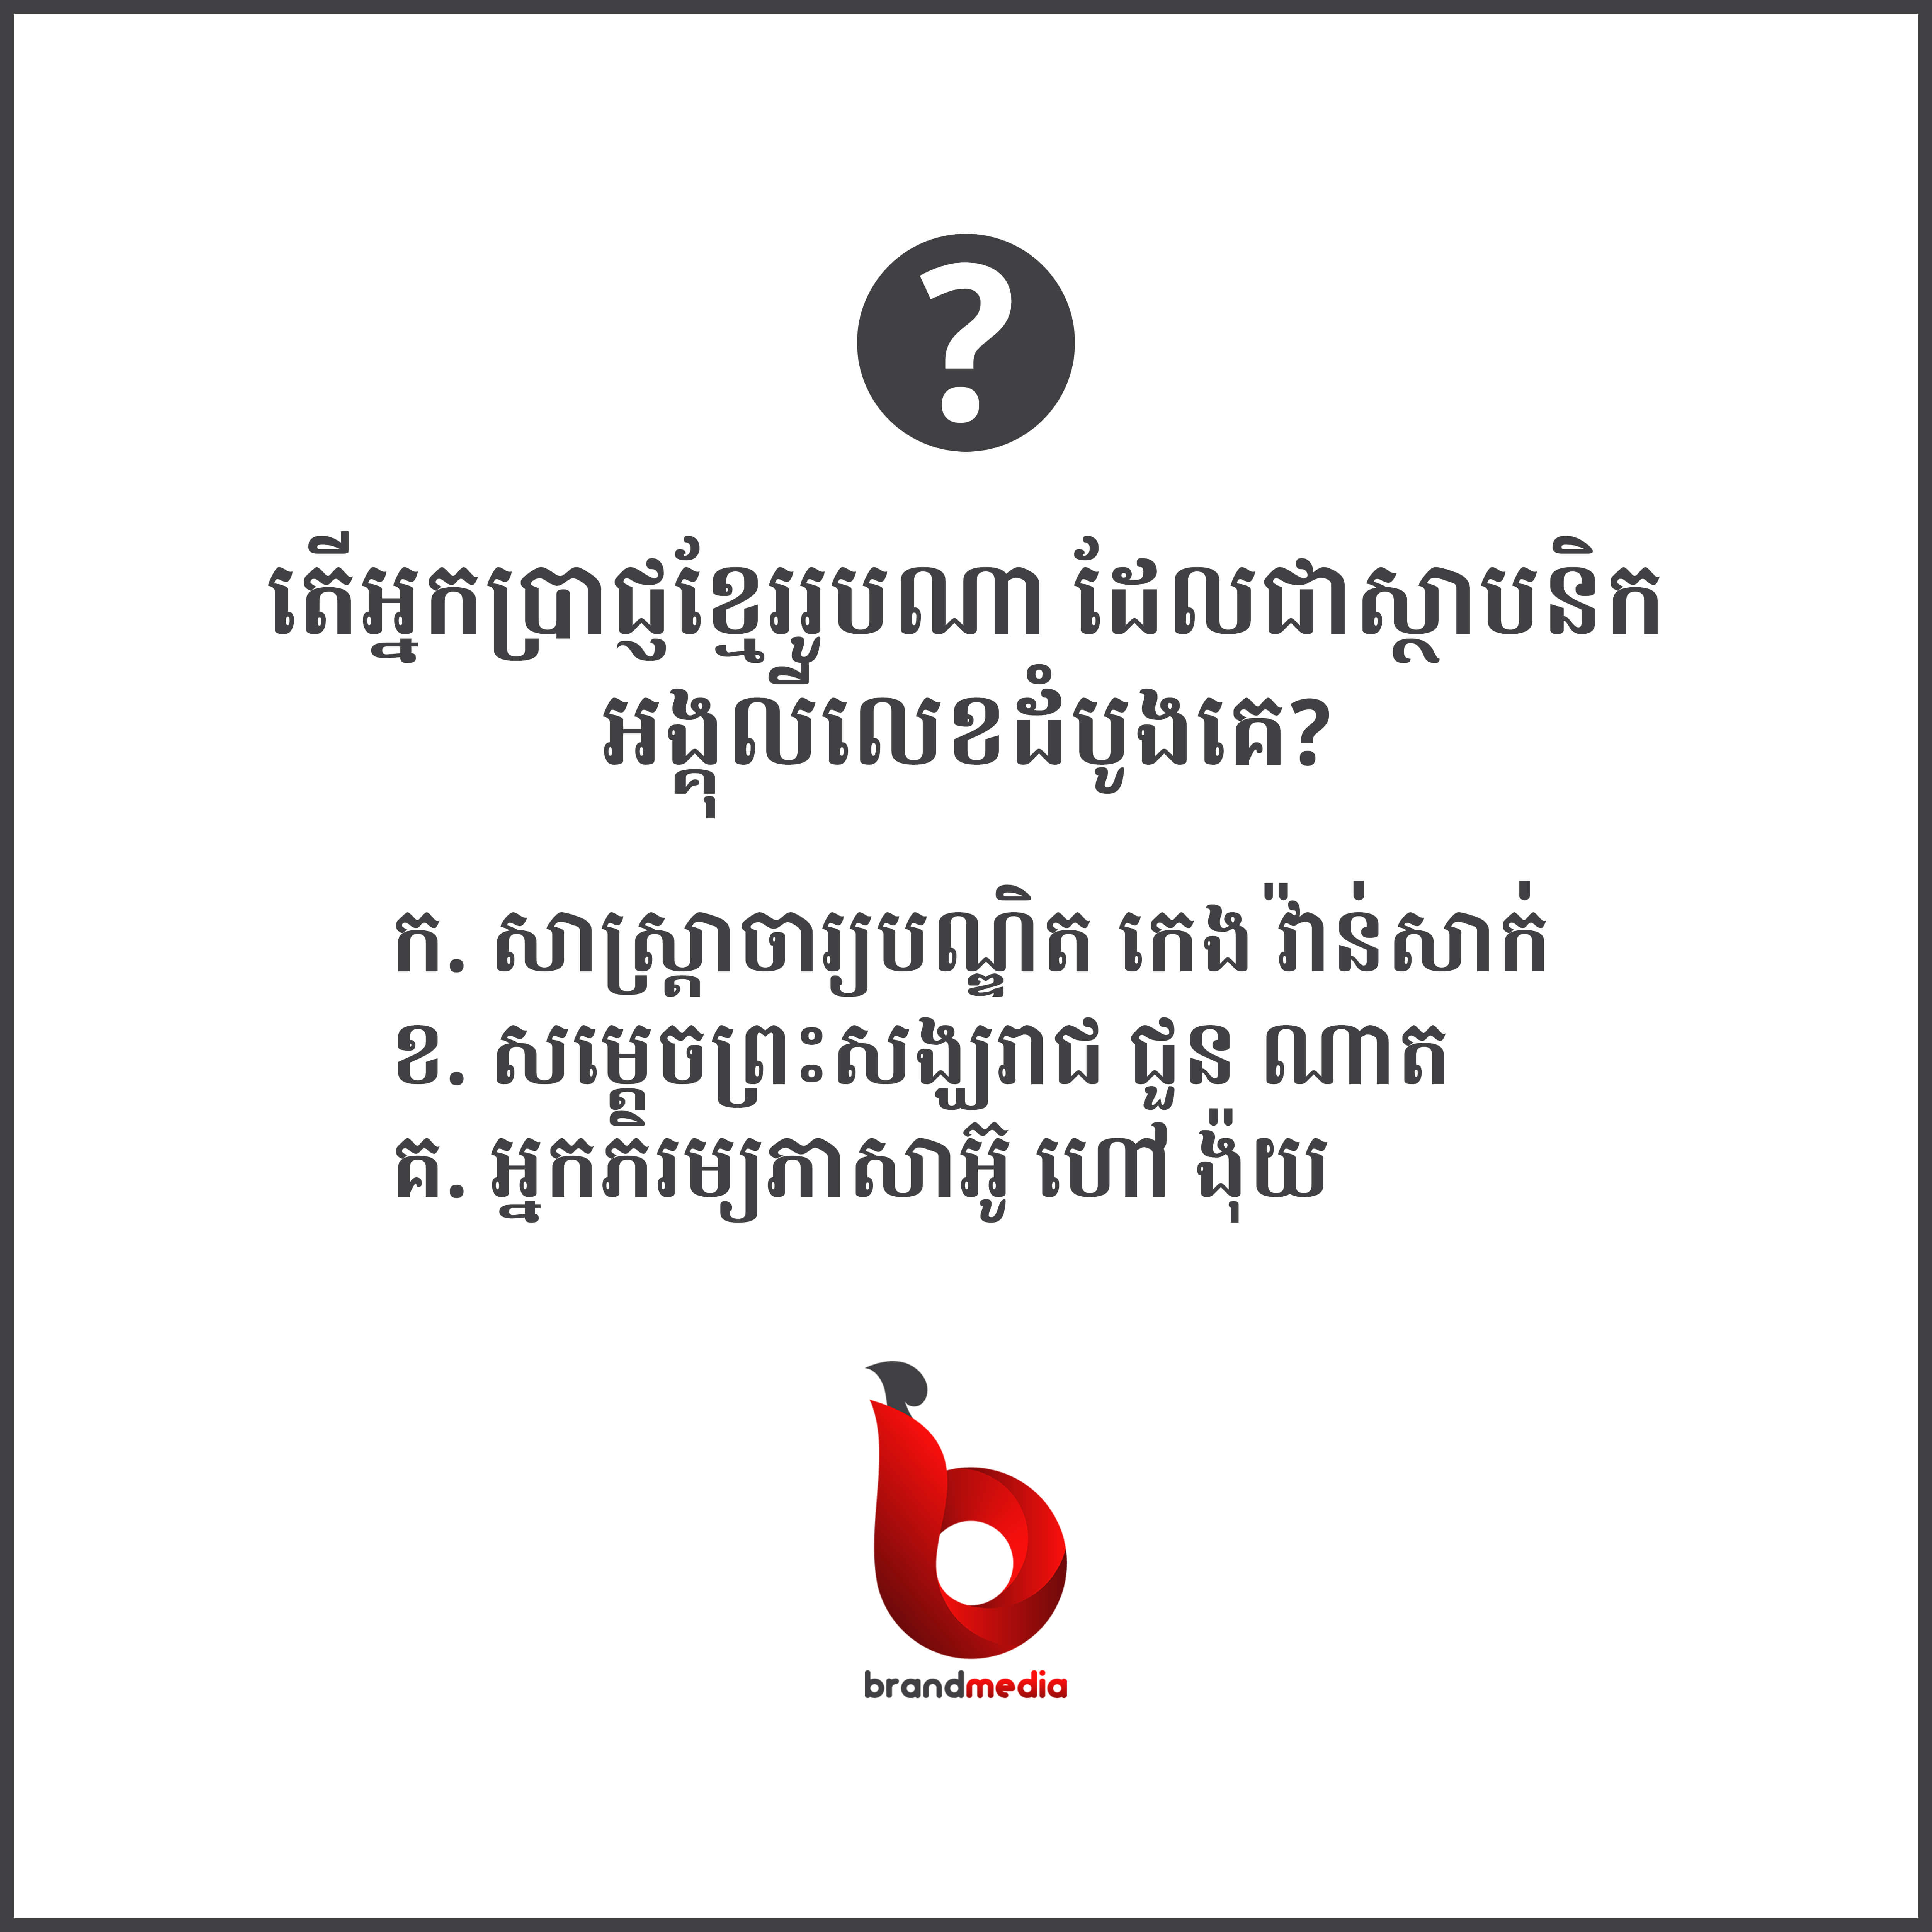 ?
តើអ្នកប្រាជ្ញខ្មែររូបណា ដែលជាស្ថាបនិក
អង្គុលីលេខដំបូងគេ?
ក. សាស្ត្រាចារ្យបណ្ឌិត កេង វ៉ាន់សាក់
ខ. សម្តេចព្រះសង្ឃរាជ ជួន ណាត
គ. អ្នកភិរម្យភាសាអ៊ូ ហៅ ង៉ុយ
brandmedia